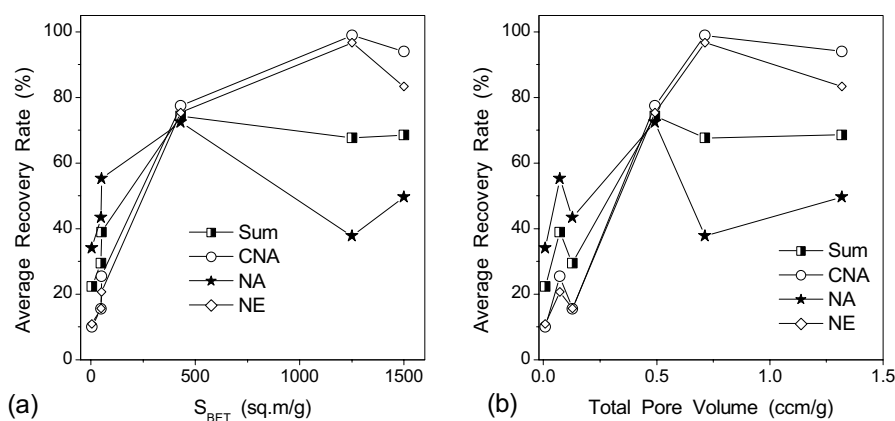 100
80
60
40
20
0
Average Recovery Rate (%)
Sum
CNA
NA
NE
0 500 1000 1500
(a) S_BET (sq.m/g)
100
80
60
40
20
0
Average Recovery Rate (%)
Sum
CNA
NA
NE
0.0 0.5 1.0 1.5
(b) Total Pore Volume (ccm/g)